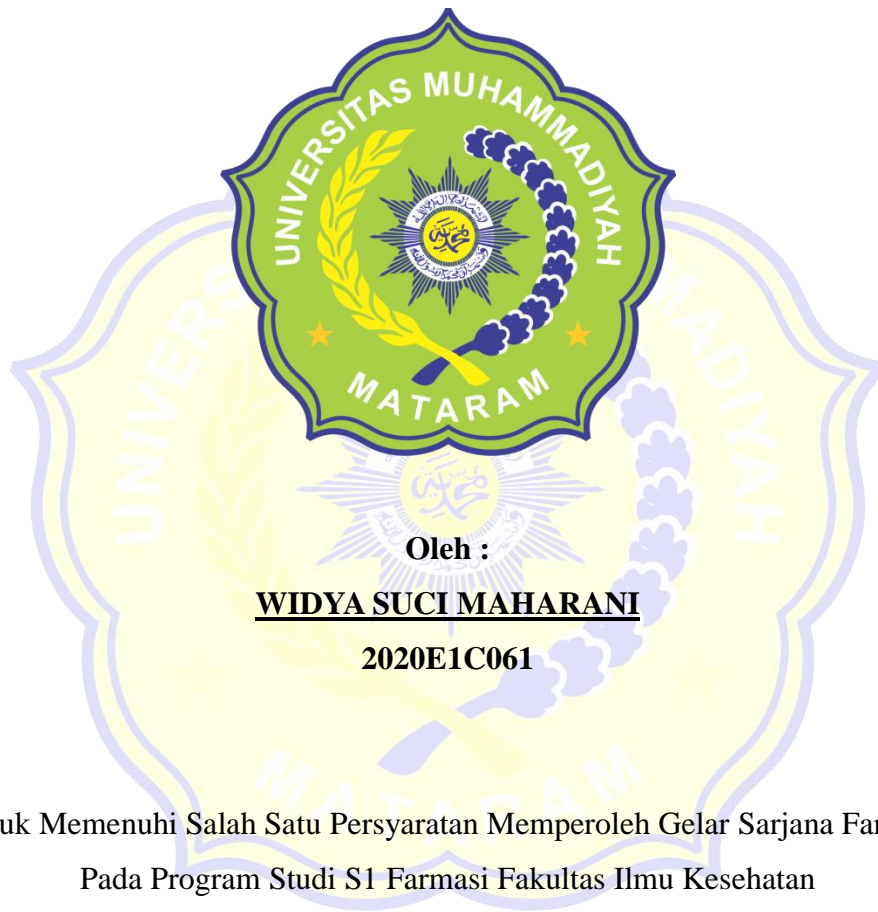 UNIVERSITAS MUHAMMADIYAH
MATARAM
Oleh :
WIDYA SUCI MAHARANI
2020E1C061
uk Memenuhi Salah Satu Persyaratan Memperoleh Gelar Sarjana Far
Pada Program Studi S1 Farmasi Fakultas Ilmu Kesehatan